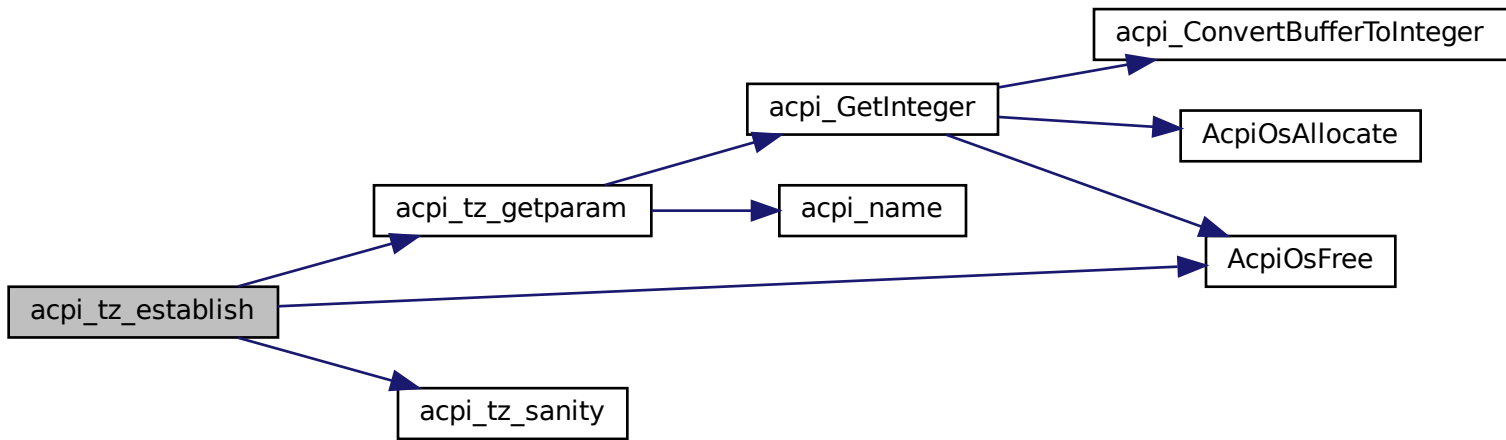 acpi_ConvertBufferToInteger
acpi_GetInteger
AcpiOsAllocate
acpi_tz_getparam
acpi_name
AcpiOsFree
acpi_tz_establish
acpi_tz_sanity